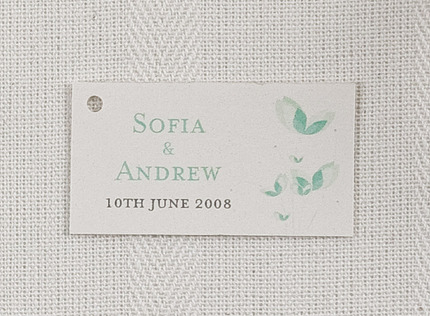 Sofia
&
Andrew
10th June 2008